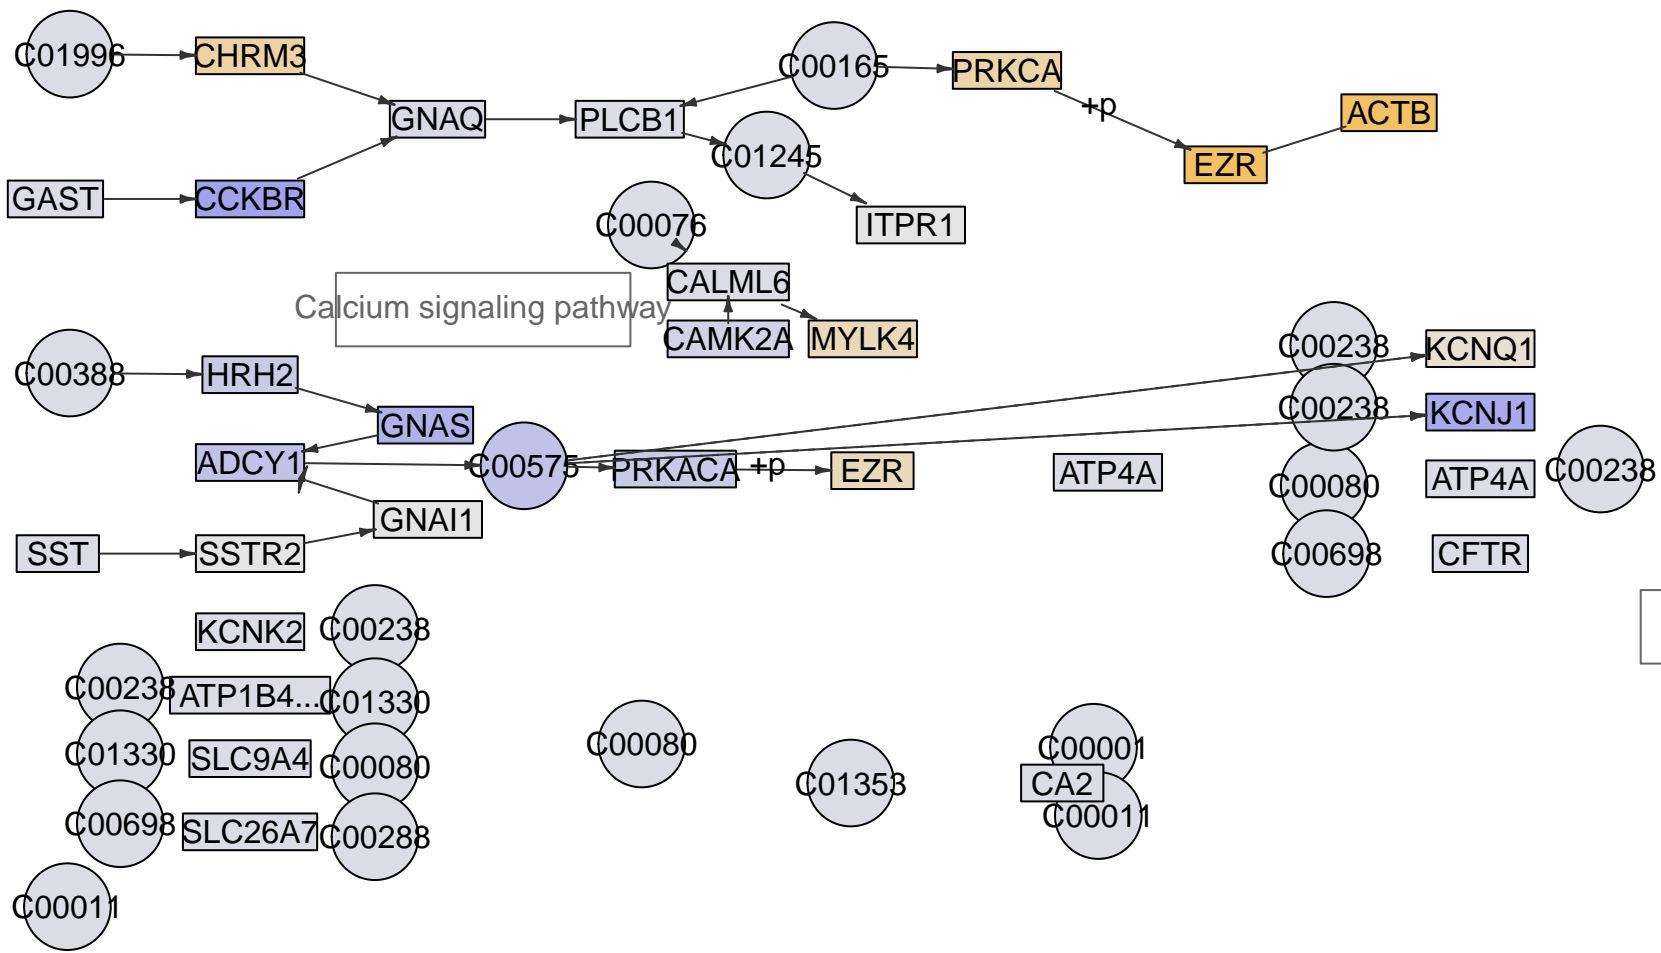 C01996
CHRM3
C00165
PRKCA
+p
ACTB
GNAQ
PLCB1
C01245
EZR
GAST
CCKBR
C00076
ITPR1
CALML6
Calcium signaling pathway
CAMK2A
MYLK4
C00238
KCNQ1
C00388
HRH2
C00238
KCNJ1
GNAS
ADCY1
C00575
PRKACA
+p
EZR
ATP4A
C00080
ATP4A
C00238
GNAI1
SST
SSTR2
C00698
CFTR
KCNK2
C00238
C00238
ATP1B4...
C01330
C01330
SLC9A4
C00080
C00080
C01353
C00001
CA2
C00011
C00698
SLC26A7
C00288
C00011